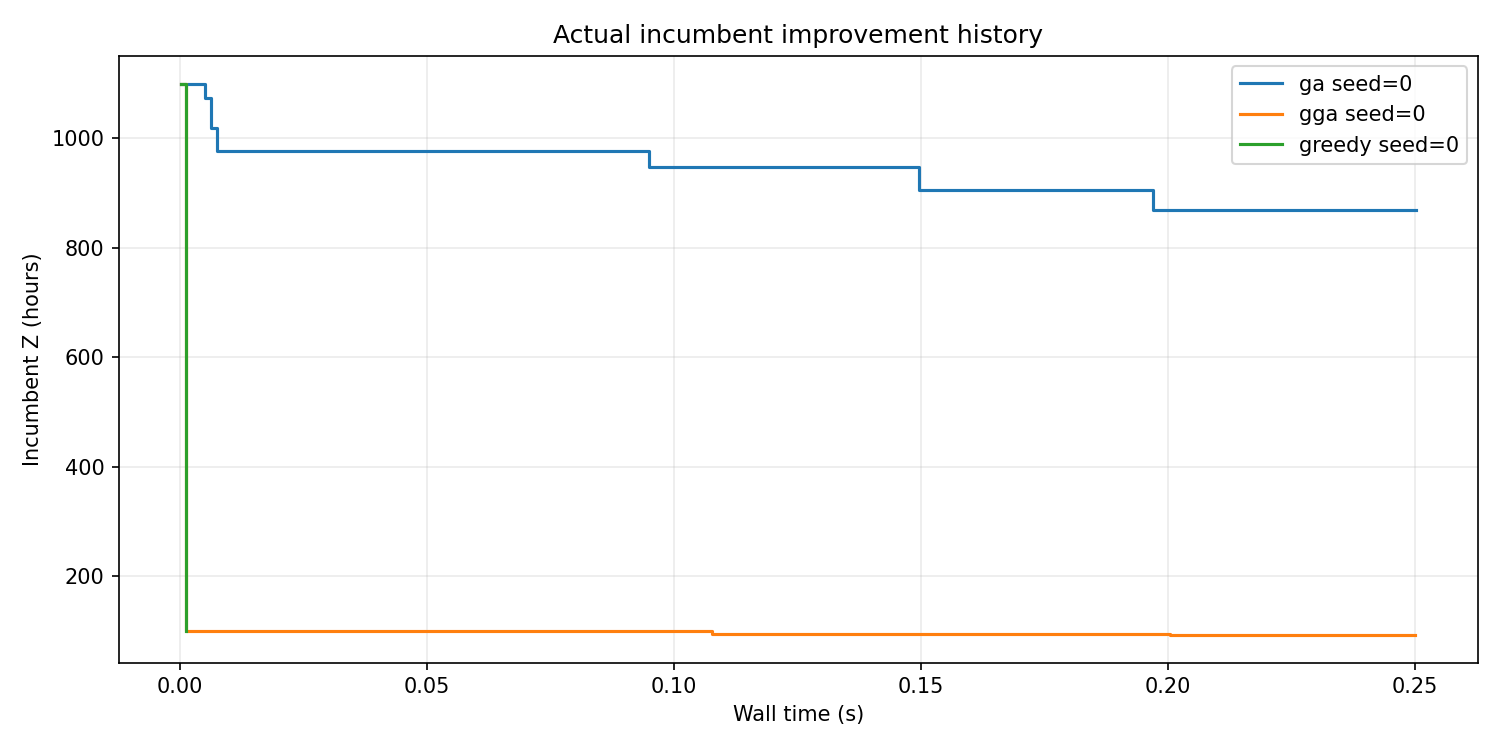 Actual incumbent improvement history
ga seed=0
gga seed=0
greedy seed=0
Incumbent Z (hours)
1000
800
600
400
200
0.00 0.05 0.10 0.15 0.20 0.25
Wall time (s)